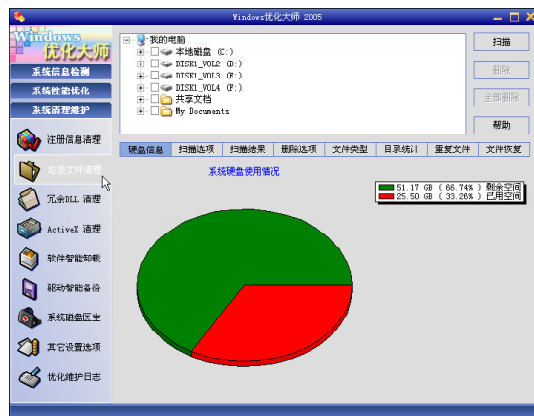 Windows优化大师 2005
Windows
优化大师
系统信息检测
系统性能优化
系统清理维护
注册信息清理
垃圾文件清理
冗余DLL 清理
ActiveX 清理
软件智能卸载
驱动智能备份
系统磁盘医生
其它设置选项
优化维护日志
我的电脑
本地磁盘 (C:)
DISK1_VOL2 (D:)
DISK1_VOL3 (E:)
DISK1_VOL4 (F:)
共享文档
My Documents
扫描
删除
全部删除
帮助
硬盘信息 扫描选项 扫描结果 删除选项 文件类型 目录统计 重复文件 文件恢复
系统硬盘使用情况
51.17 GB ( 66.74% ) 剩余空间
25.50 GB ( 33.26% ) 已用空间